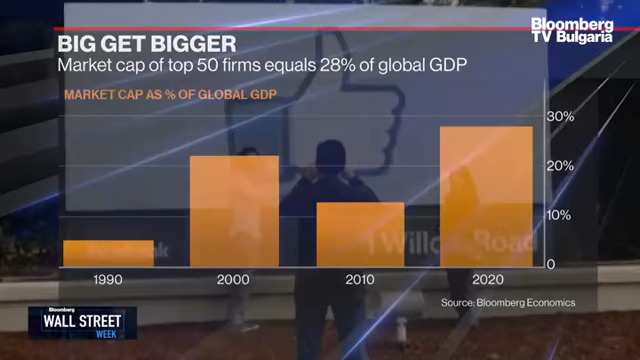 Bloomberg
TV Bulgaria
BIG GET BIGGER
Market cap of top 50 firms equals 28% of global GDP
MARKET CAP AS % OF GLOBAL GDP
30%
20%
10%
0
1 Willow Road
1990
2000
2010
2020
Source: Bloomberg Economics
Bloomberg
WALL STREET
WEEK